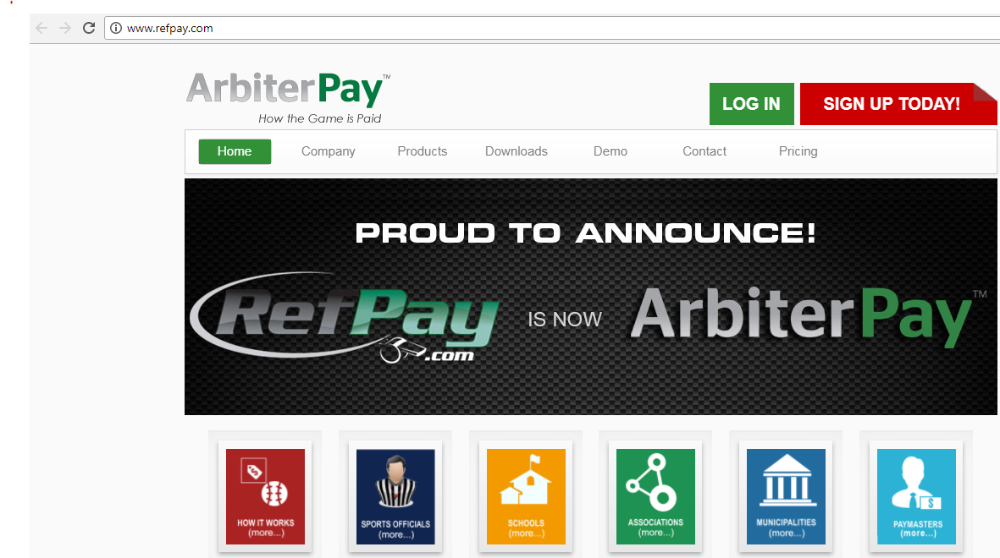 www.refpay.com
ArbiterPay™
How the Game is Paid
LOG IN
SIGN UP TODAY!
Home
Company
Products
Downloads
Demo
Contact
Pricing
PROUD TO ANNOUNCE!
RefPay
.com
IS NOW
ArbiterPay™
HOW IT WORKS
(more...)
SPORTS OFFICIALS
(more...)
SCHOOLS
(more...)
ASSOCIATIONS
(more...)
MUNICIPALITIES
(more...)
$
PAYMASTERS
(more...)